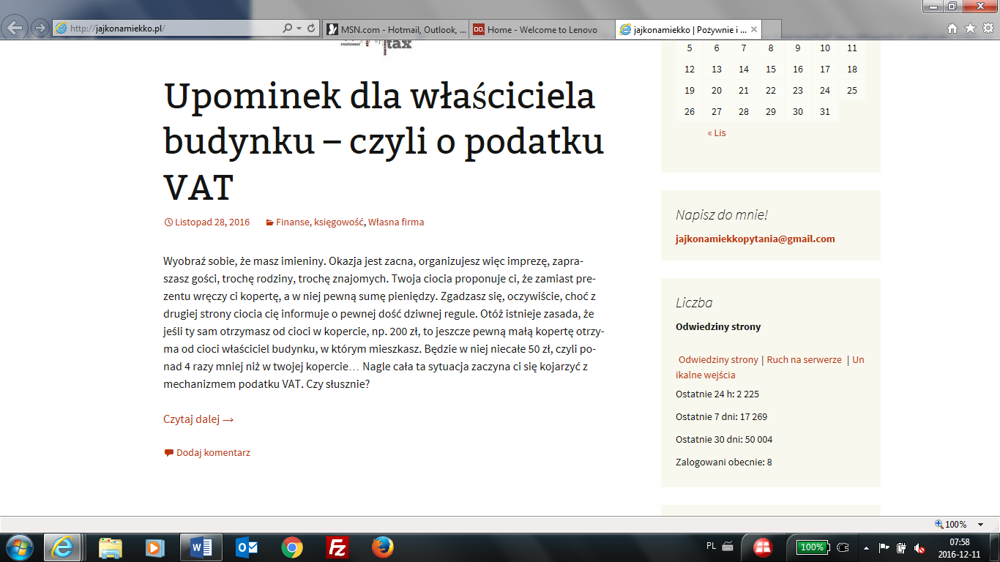 http://jajkonamiekko.pl/
MSN.com - Hotmail, Outlook, ...
Home - Welcome to Lenovo
jajkonamiekko | Pożywnie i ...
customer
tax
Upominek dla właściciela
budynku – czyli o podatku
VAT
Listopad 28, 2016
Finanse, księgowość, Własna firma
Wyobraź sobie, że masz imieniny. Okazja jest zacna, organizujesz więc imprezę, zapra-
szasz gości, trochę rodziny, trochę znajomych. Twoja ciocia proponuje ci, że zamiast pre-
zentu wręczy ci kopertę, a w niej pewną sumę pieniędzy. Zgadzasz się, oczywiście, choć z
drugiej strony ciocia cię informuje o pewnej dość dziwnej regule. Otóż istnieje zasada, że
jeśli ty sam otrzymasz od cioci w kopercie, np. 200 zł, to jeszcze pewną małą kopertę otrzy-
ma od cioci właściciel budynku, w którym mieszkasz. Będzie w niej niecałe 50 zł, czyli po-
nad 4 razy mniej niż w twojej kopercie… Nagle cała ta sytuacja zaczyna ci się kojarzyć z
mechanizmem podatku VAT. Czy słusznie?
Czytaj dalej →
Dodaj komentarz
5 6 7 8 9 10 11
12 13 14 15 16 17 18
19 20 21 22 23 24 25
26 27 28 29 30 31
« Lis
Napisz do mnie!
jajkonamiekkopytania@gmail.com
Liczba
Odwiedziny strony
Odwiedziny strony | Ruch na serwerze | Un
ikalne wejścia
Ostatnie 24 h: 2 225
Ostatnie 7 dni: 17 269
Ostatnie 30 dni: 50 004
Zalogowani obecnie: 8
100%
PL
100%
07:58
2016-12-11